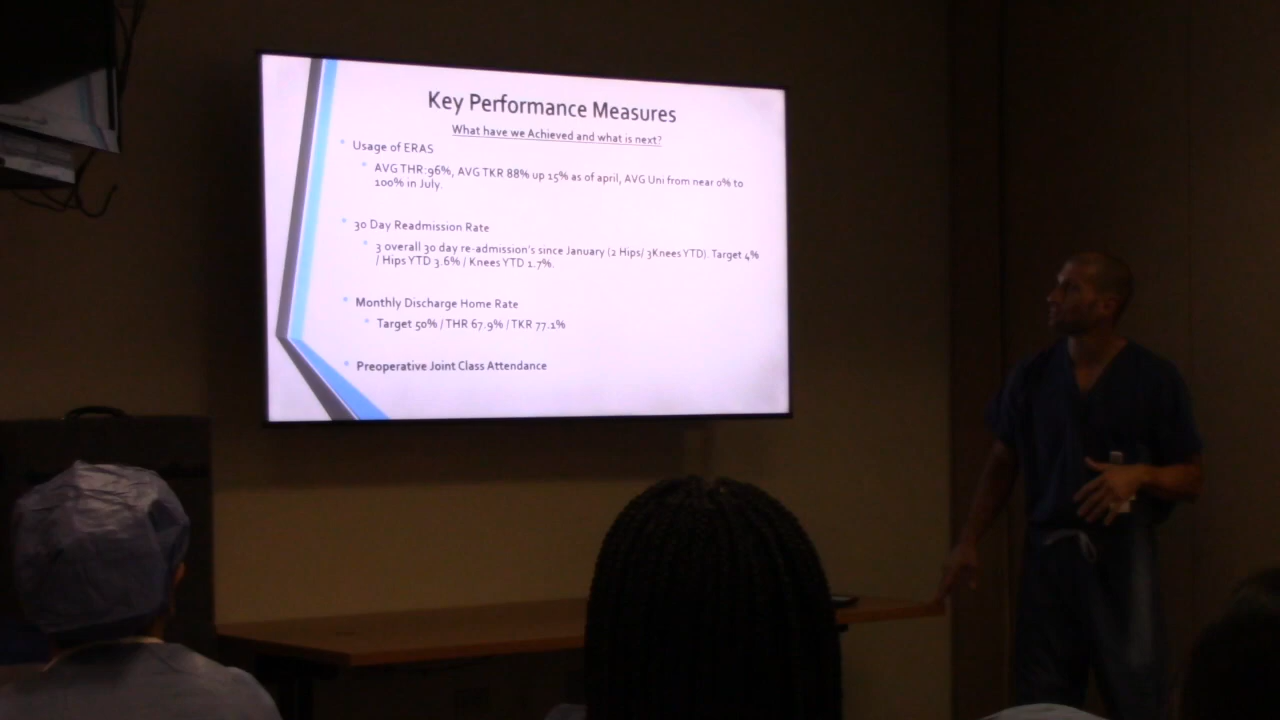 Key Performance Measures
What have we Achieved and what is next?
Usage of ERAS
AVG THR:96%, AVG TKR 88% up 15% as of april, AVG Uni from near 0% to
100% in July.
30 Day Readmission Rate
3 overall 30 day re-admission's since January (2 Hips/ 3Knees YTD). Target 4%
/ Hips YTD 3.6% / Knees YTD 1.7%.
Monthly Discharge Home Rate
Target 50% / THR 67.9% / TKR 77.1%
Preoperative Joint Class Attendance